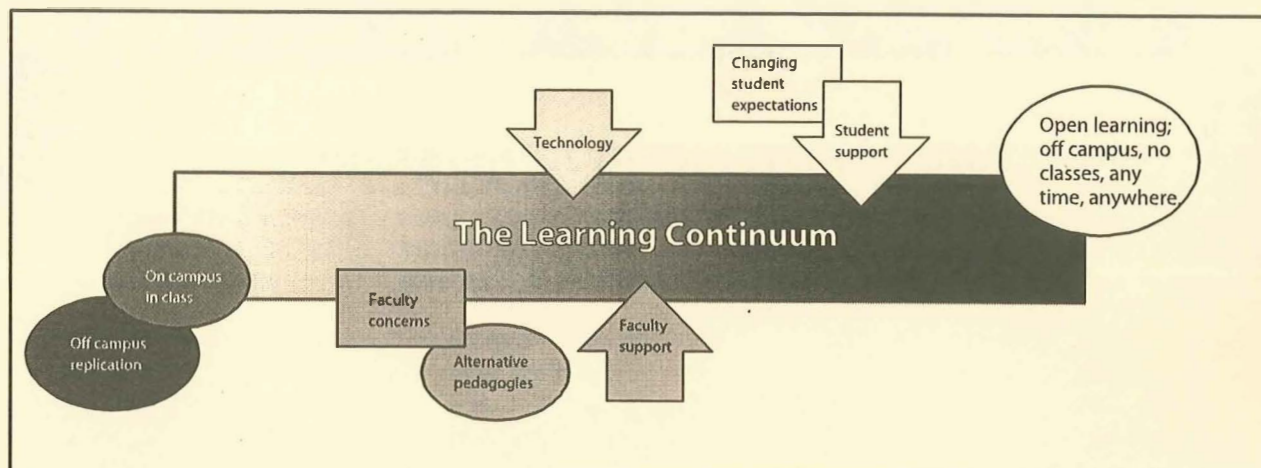 Changing
student
expectations
Technology
Student
support
Open learning;
off campus, no
classes, any
time, anywhere.
The Learning Continuum
On campus
in class
Off campus
replication
Faculty
concerns
Alternative
pedagogies
Faculty
support